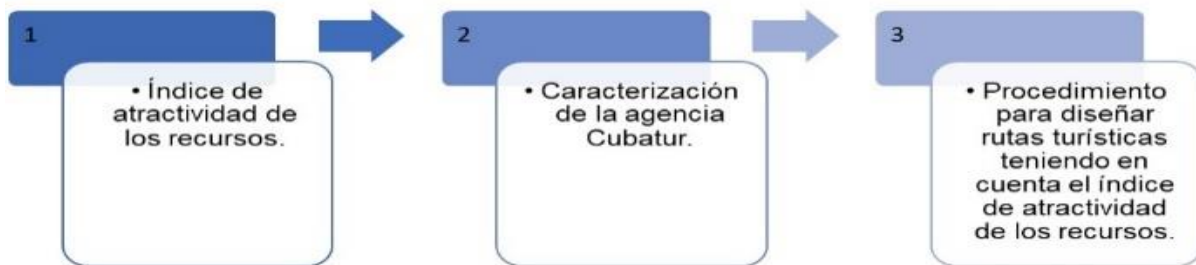 1
• Índice de
atractividad de
los recursos.
2
• Caracterización
de la agencia
Cubatur.
3
• Procedimiento
para diseñar
rutas turísticas
teniendo en
cuenta el índice
de atractividad
de los recursos.